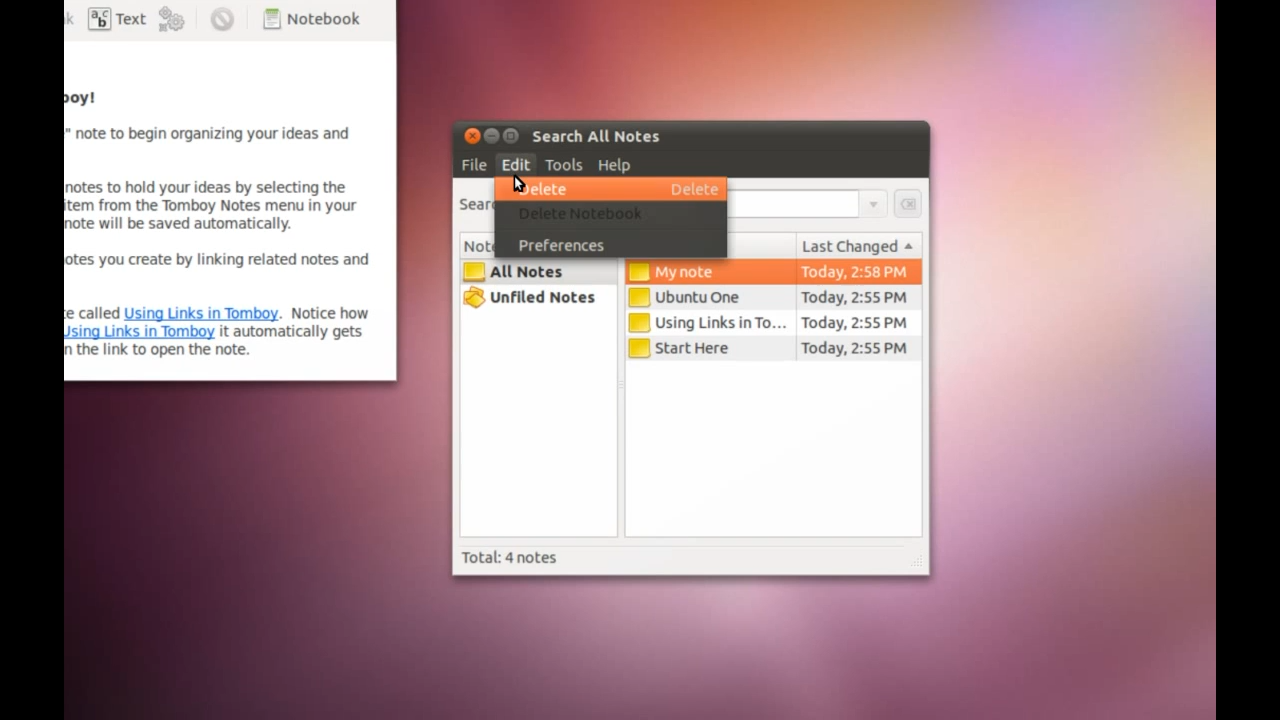 Text
Notebook
boy!
" note to begin organizing your ideas and
notes to hold your ideas by selecting the
item from the Tomboy Notes menu in your
note will be saved automatically.
otes you create by linking related notes and
te called Using Links in Tomboy. Notice how
Using Links in Tomboy it automatically gets
n the link to open the note.
Search All Notes
File Edit Tools Help
Delete Delete
Delete Notebook
Preferences
Sear
Note
Last Changed
All Notes
Unfiled Notes
My note Today, 2:58 PM
Ubuntu One Today, 2:55 PM
Using Links in To... Today, 2:55 PM
Start Here Today, 2:55 PM
Total: 4 notes